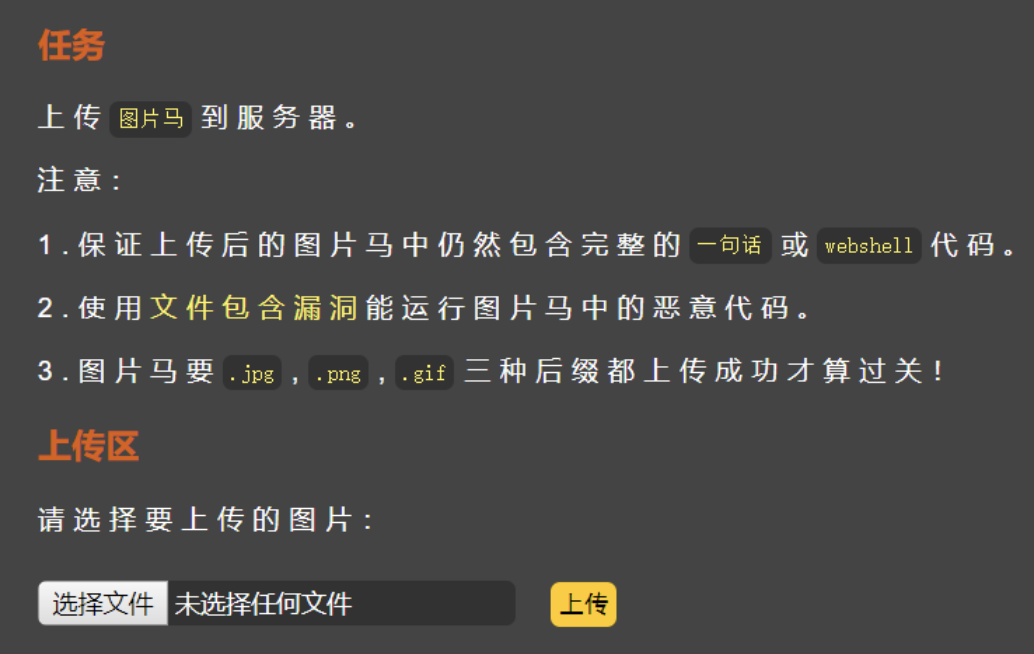 任务
上传 图片马 到服务器。
注意：
1.保证上传后的图片马中仍然包含完整的 一句话 或 webshell 代码。
2.使用文件包含漏洞能运行图片马中的恶意代码。
3.图片马要 .jpg , .png , .gif 三种后缀都上传成功才算过关！
上传区
请选择要上传的图片：
选择文件 未选择任何文件 上传